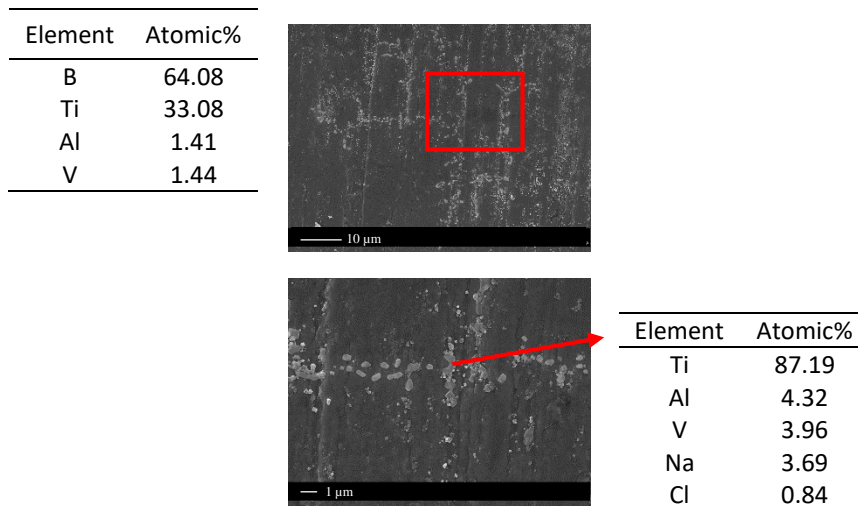 Element Atomic%
B 64.08
Ti 33.08
Al 1.41
V 1.44
10 µm
1 µm
Element Atomic%
Ti 87.19
Al 4.32
V 3.96
Na 3.69
Cl 0.84